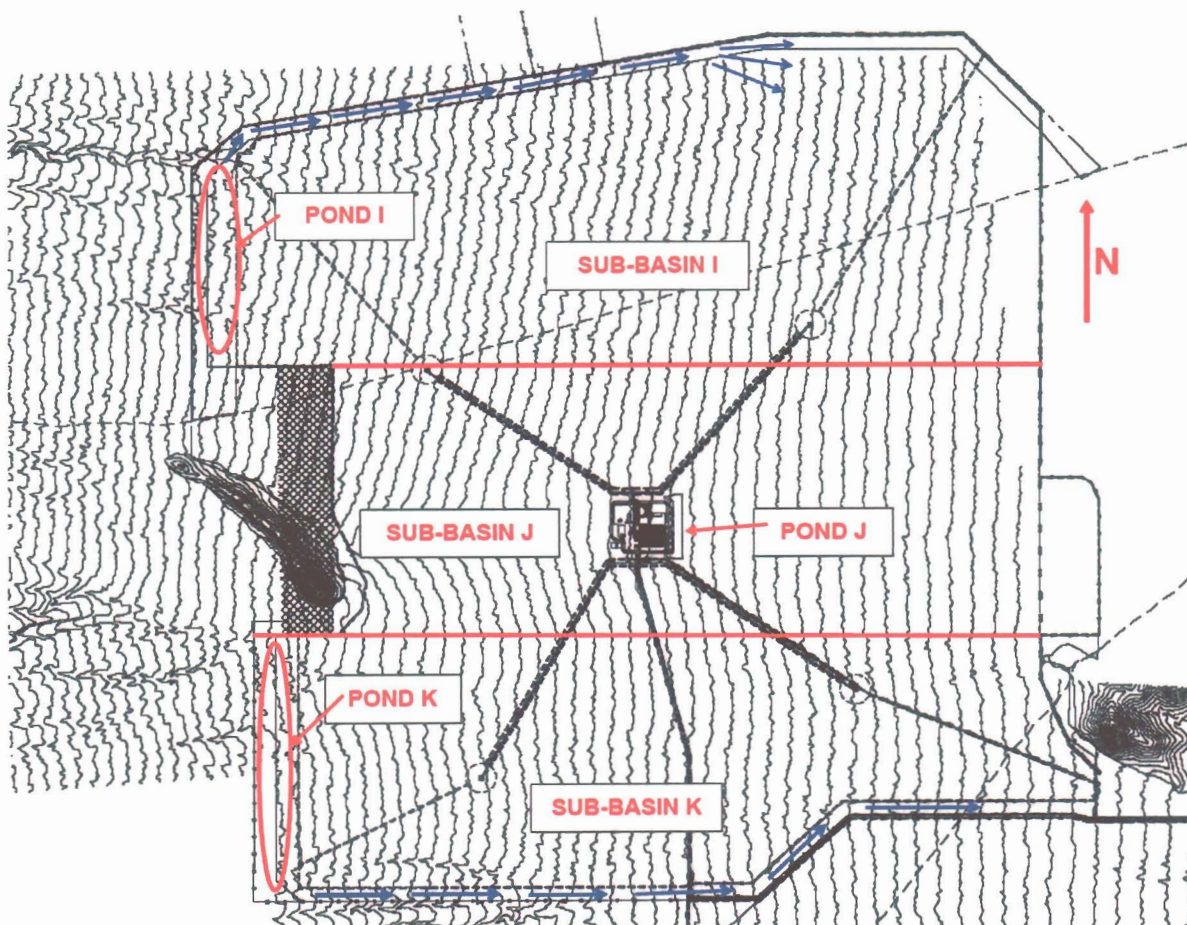 POND I
SUB-BASIN I
N
SUB-BASIN J
POND J
POND K
SUB-BASIN K